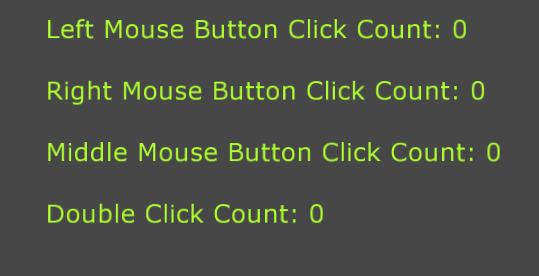 Left Mouse Button Click Count: 0
Right Mouse Button Click Count: 0
Middle Mouse Button Click Count: 0
Double Click Count: 0